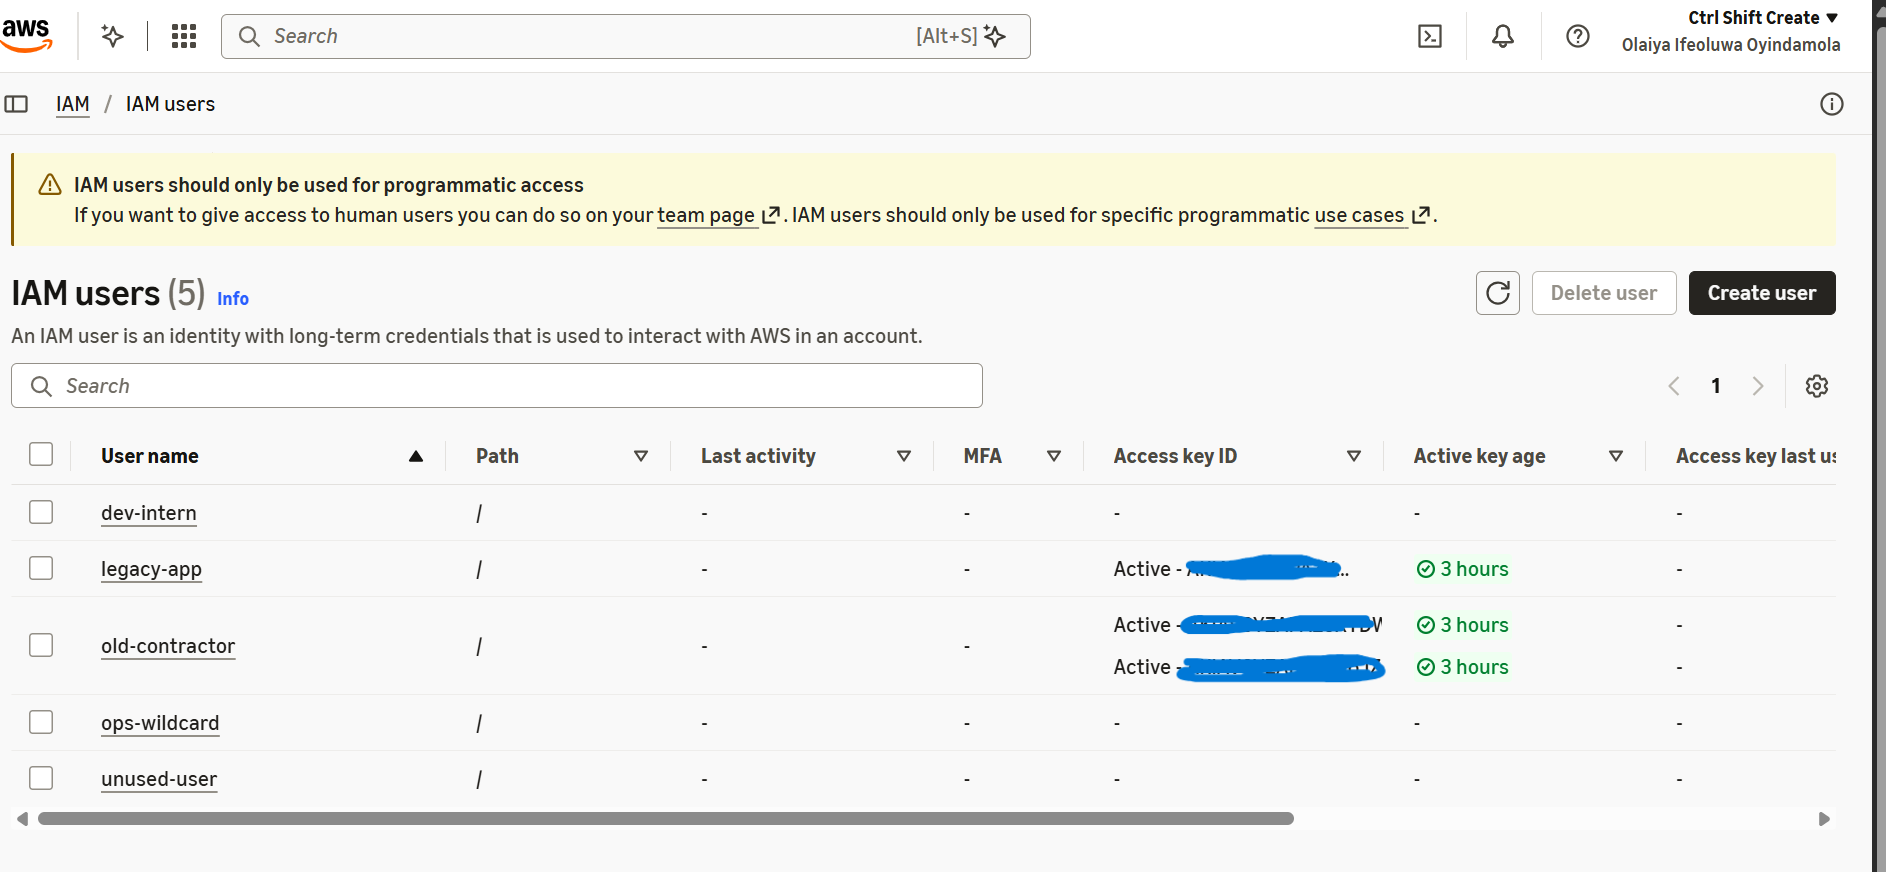 aws
Search [Alt+S]
Ctrl Shift Create
Olaiya Ifeoluwa Oyindamola
IAM / IAM users
IAM users should only be used for programmatic access
If you want to give access to human users you can do so on your team page . IAM users should only be used for specific programmatic use cases .
IAM users (5) Info
Delete user
Create user
An IAM user is an identity with long-term credentials that is used to interact with AWS in an account.
Search
1
User name Path Last activity MFA Access key ID Active key age Access key last
dev-intern / - - - - -
legacy-app / - - Active - ... 3 hours -
old-contractor / - - Active - 3 hours -
Active - 3 hours -
ops-wildcard / - - - - -
unused-user / - - - - -